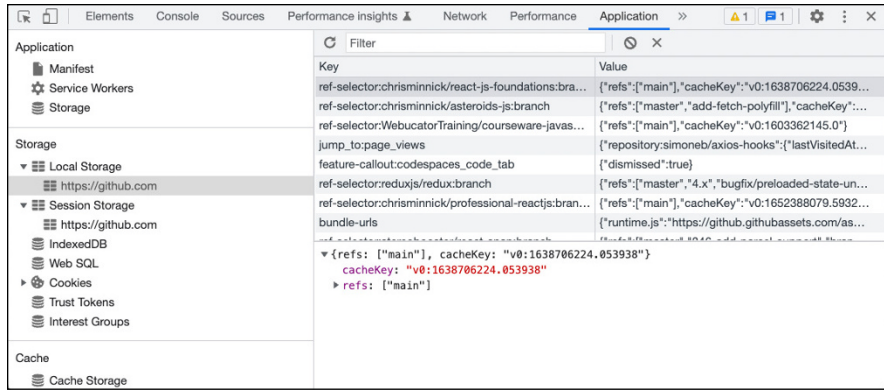 Elements Console Sources Performance insights Network Performance Application » 1 1
Application
Manifest
Service Workers
Storage
Storage
Local Storage
https://github.com
Session Storage
https://github.com
IndexedDB
Web SQL
Cookies
Trust Tokens
Interest Groups
Cache
Cache Storage
Filter
Key Value
ref-selector:chrisminnick/react-js-foundations:bra... {"refs":["main"],"cacheKey":"v0:1638706224.0539...
ref-selector:chrisminnick/asteroids-js:branch {"refs":["master","add-fetch-polyfill"],"cacheKey":...
ref-selector:WebucatorTraining/courseware-javas... {"refs":["main"],"cacheKey":"v0:1603362145.0"}
jump_to:page_views {"repository:simoneb/axios-hooks":{"lastVisitedAt...
feature-callout:codespaces_code_tab {"dismissed":true}
ref-selector:reduxjs/redux:branch {"refs":["master","4.x","bugfix/preloaded-state-un...
ref-selector:chrisminnick/professional-reactjs:bran... {"refs":["main"],"cacheKey":"v0:1652388079.5932...
bundle-urls {"runtime.js":"https://github.githubassets.com/as...
{refs: ["main"], cacheKey: "v0:1638706224.053938"}
cacheKey: "v0:1638706224.053938"
refs: ["main"]